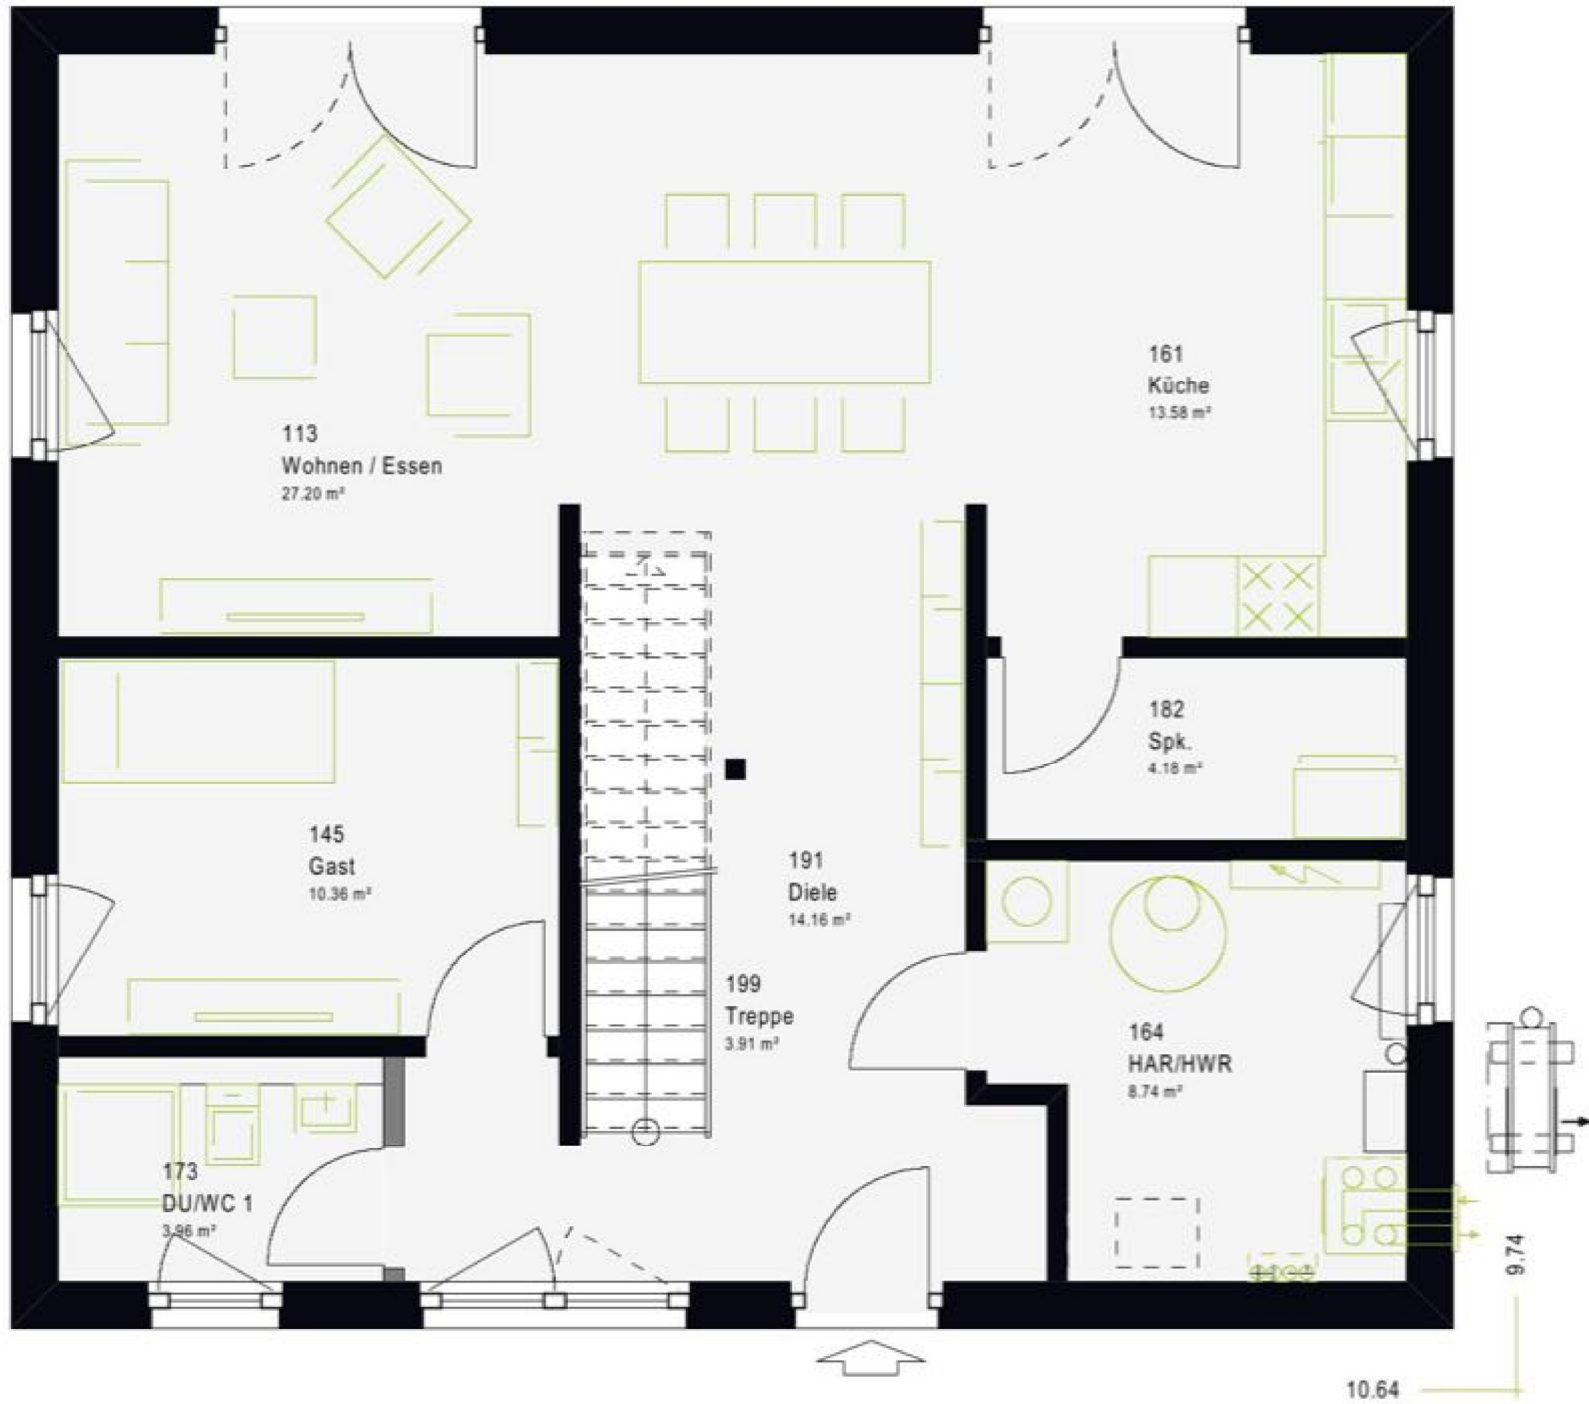 161
Küche
13.58 m²
113
Wohnen / Essen
27.20 m²
182
Spk.
4.18 m²
145
Gast
10.36 m²
191
Diele
14.16 m²
199
Treppe
3.91 m²
164
HAR/HWR
8.74 m²
173
DU/WC 1
3.96 m²
9.74
10.64